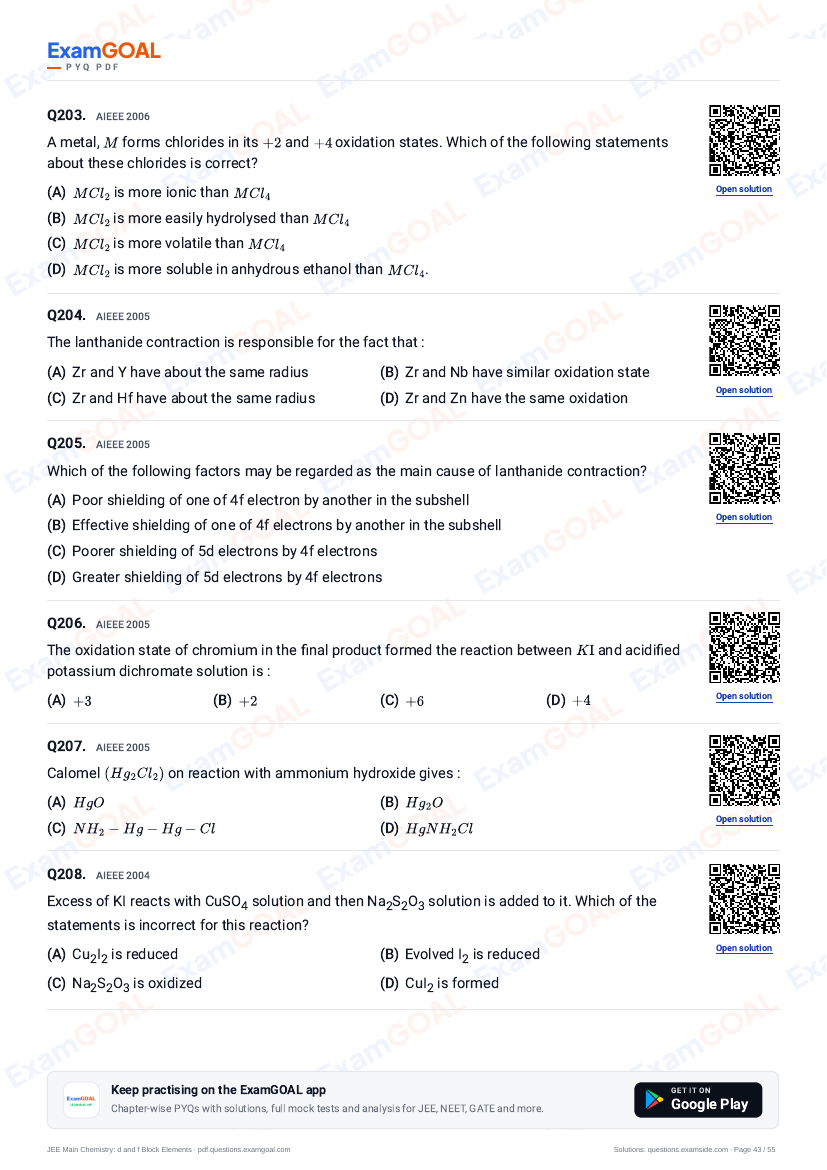 ExamGOAL
PYQ PDF
Q203. AIEEE 2006
A metal, M forms chlorides in its +2 and +4 oxidation states. Which of the following statements
about these chlorides is correct?
(A) MCl₂ is more ionic than MCl₄
(B) MCl₂ is more easily hydrolysed than MCl₄
(C) MCl₂ is more volatile than MCl₄
(D) MCl₂ is more soluble in anhydrous ethanol than MCl₄.
Open solution
Q204. AIEEE 2005
The lanthanide contraction is responsible for the fact that :
(A) Zr and Y have about the same radius (B) Zr and Nb have similar oxidation state
(C) Zr and Hf have about the same radius (D) Zr and Zn have the same oxidation
Open solution
Q205. AIEEE 2005
Which of the following factors may be regarded as the main cause of lanthanide contraction?
(A) Poor shielding of one of 4f electron by another in the subshell
(B) Effective shielding of one of 4f electrons by another in the subshell
(C) Poorer shielding of 5d electrons by 4f electrons
(D) Greater shielding of 5d electrons by 4f electrons
Open solution
Q206. AIEEE 2005
The oxidation state of chromium in the final product formed the reaction between KI and acidified
potassium dichromate solution is :
(A) +3 (B) +2 (C) +6 (D) +4
Open solution
Q207. AIEEE 2005
Calomel (Hg₂Cl₂) on reaction with ammonium hydroxide gives :
(A) HgO (B) Hg₂O
(C) NH₂ − Hg − Hg − Cl (D) HgNH₂Cl
Open solution
Q208. AIEEE 2004
Excess of KI reacts with CuSO₄ solution and then Na₂S₂O₃ solution is added to it. Which of the
statements is incorrect for this reaction?
(A) Cu₂I₂ is reduced (B) Evolved I₂ is reduced
(C) Na₂S₂O₃ is oxidized (D) CuI₂ is formed
Open solution
ExamGOAL
Keep practising on the ExamGOAL app
Chapter-wise PYQs with solutions, full mock tests and analysis for JEE, NEET, GATE and more.
GET IT ON
Google Play
JEE Main Chemistry: d and f Block Elements · pdf.questions.examgoal.com Solutions: questions.examside.com · Page 43 / 55